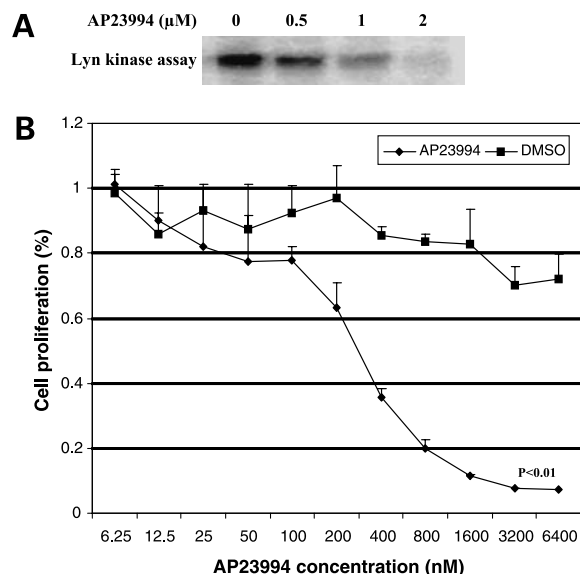 A
AP23994 (µM) 0 0.5 1 2
Lyn kinase assay
B
1.2
1
0.8
0.6
0.4
0.2
0
Cell proliferation (%)
AP23994 DMSO
P<0.01
6.25 12.5 25 50 100 200 400 800 1600 3200 6400
AP23994 concentration (nM)